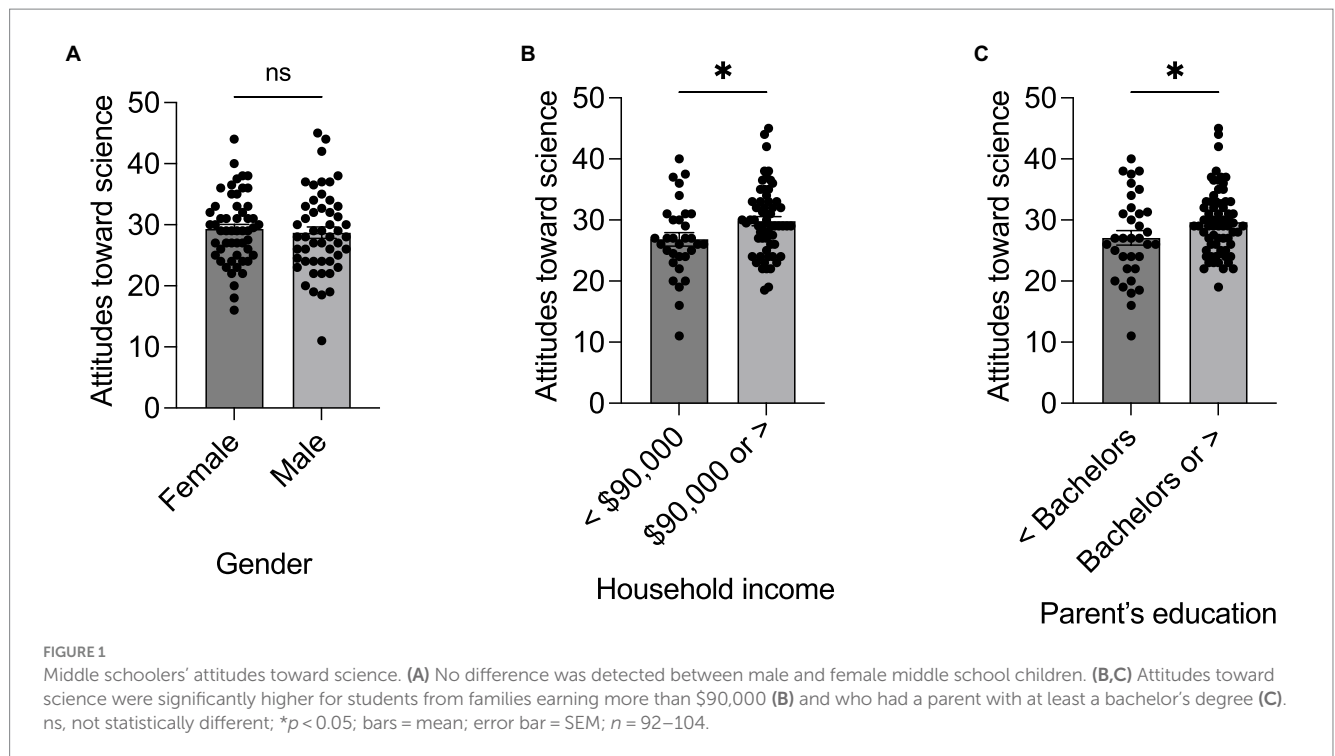 A
ns
Attitudes toward science
50
40
30
20
10
0
Female
Male
Gender
B
*
Attitudes toward science
50
40
30
20
10
0
< $90,000
$90,000 or >
Household income
C
*
Attitudes toward science
50
40
30
20
10
0
< Bachelors
Bachelors or >
Parent’s education
FIGURE 1
Middle schoolers’ attitudes toward science. (A) No difference was detected between male and female middle school children. (B,C) Attitudes toward
science were significantly higher for students from families earning more than $90,000 (B) and who had a parent with at least a bachelor’s degree (C).
ns, not statistically different; *p < 0.05; bars = mean; error bar = SEM; n = 92–104.